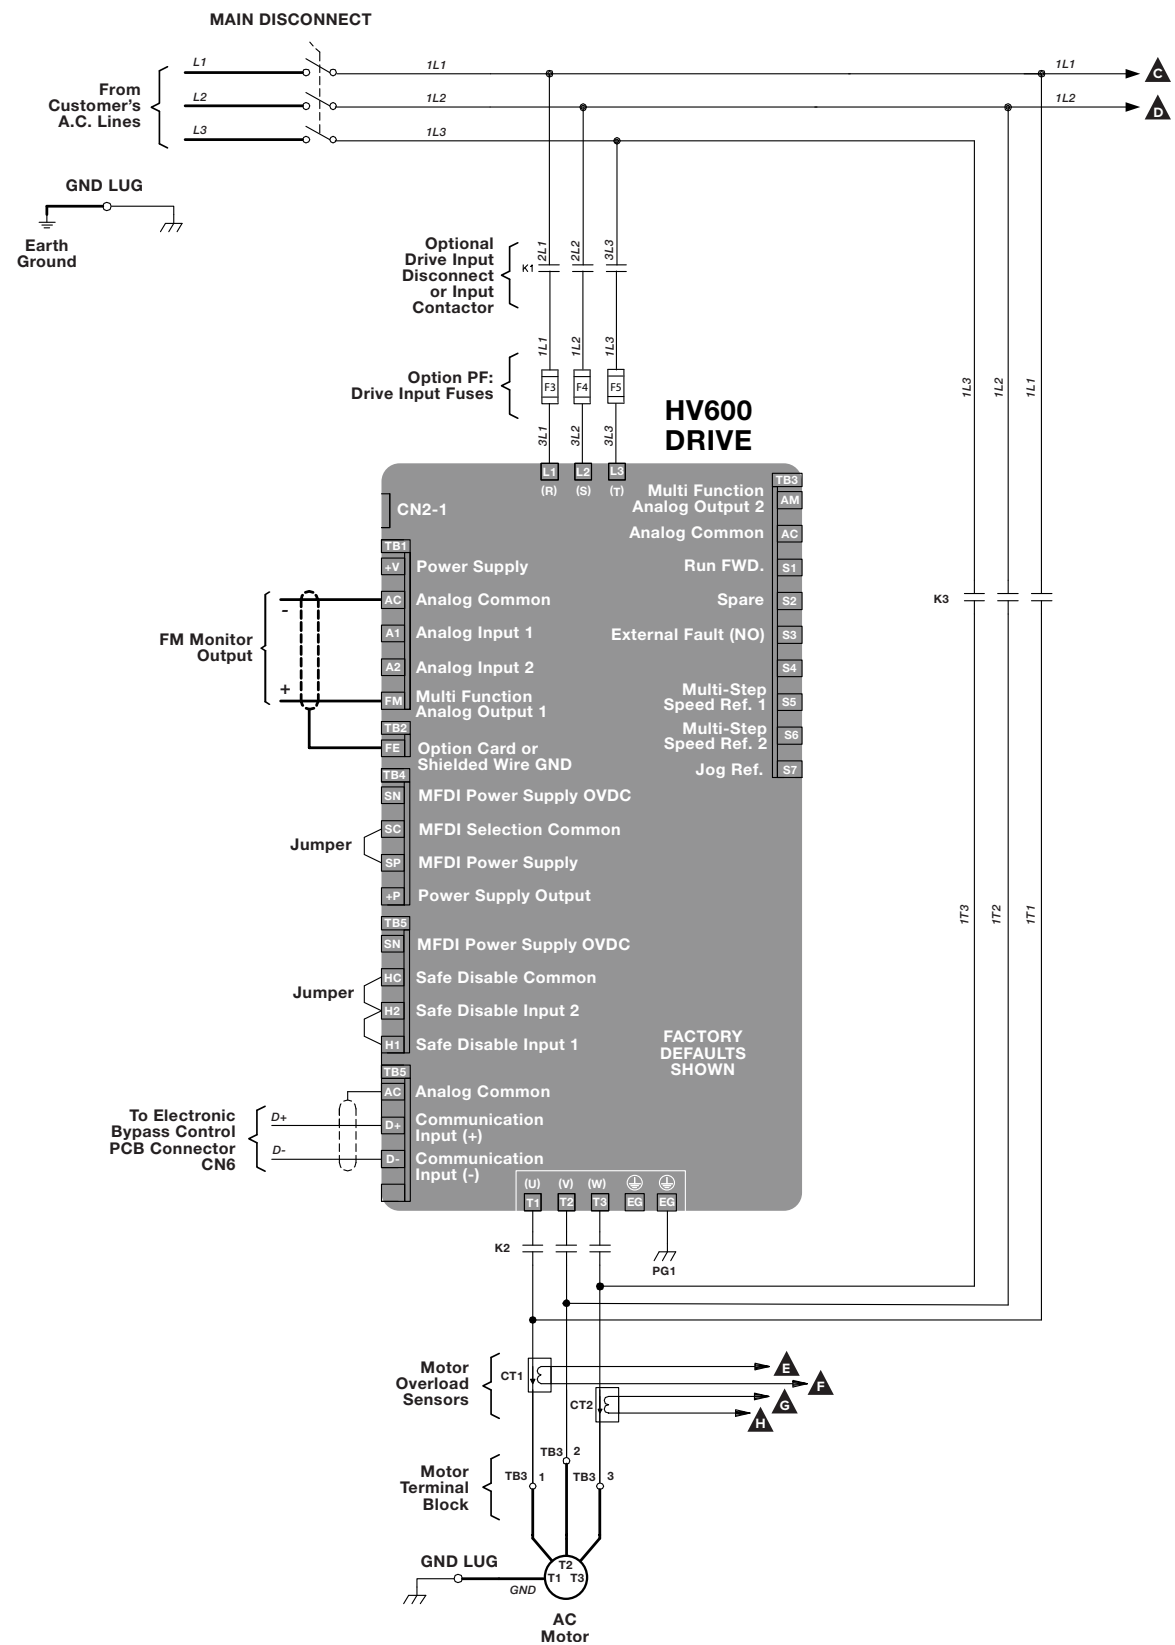 MAIN DISCONNECT
L1
1L1
1L1
C
From
Customer's
A.C. Lines
L2
1L2
1L2
D
L3
1L3
GND LUG
Earth
Ground
Optional
Drive Input
Disconnect
or Input
Contactor
K1
2L1
2L2
3L3
1L1
1L2
1L3
Option PF:
Drive Input Fuses
F3
F4
F5
3L1
3L2
3L3
1L3
1L2
1L1
HV600
DRIVE
L1
L2
L3
(R)
(S)
(T)
CN2-1
TB1
+V
Power Supply
AC
Analog Common
A1
Analog Input 1
A2
Analog Input 2
FM
Multi Function
Analog Output 1
FM Monitor
Output
-
+
TB2
FE
Option Card or
Shielded Wire GND
TB4
SN
MFDI Power Supply OVDC
SC
MFDI Selection Common
Jumper
SP
MFDI Power Supply
+P
Power Supply Output
TB5
SN
MFDI Power Supply OVDC
HC
Safe Disable Common
Jumper
H2
Safe Disable Input 2
H1
Safe Disable Input 1
TB5
AC
Analog Common
To Electronic
Bypass Control
PCB Connector
CN6
D+
D+
Communication
Input (+)
D-
D-
Communication
Input (-)
TB3
Multi Function
Analog Output 2
AM
Analog Common
AC
Run FWD.
S1
Spare
S2
External Fault (NO)
S3
S4
Multi-Step
Speed Ref. 1
S5
Multi-Step
Speed Ref. 2
S6
Jog Ref.
S7
K3
1T3
1T2
1T1
FACTORY
DEFAULTS
SHOWN
(U)
(V)
(W)
T1
T2
T3
EG
EG
K2
PG1
Motor
Overload
Sensors
CT1
E
F
CT2
G
H
Motor
Terminal
Block
TB3
2
TB3
1
TB3
3
GND LUG
GND
T2
T1
T3
AC
Motor